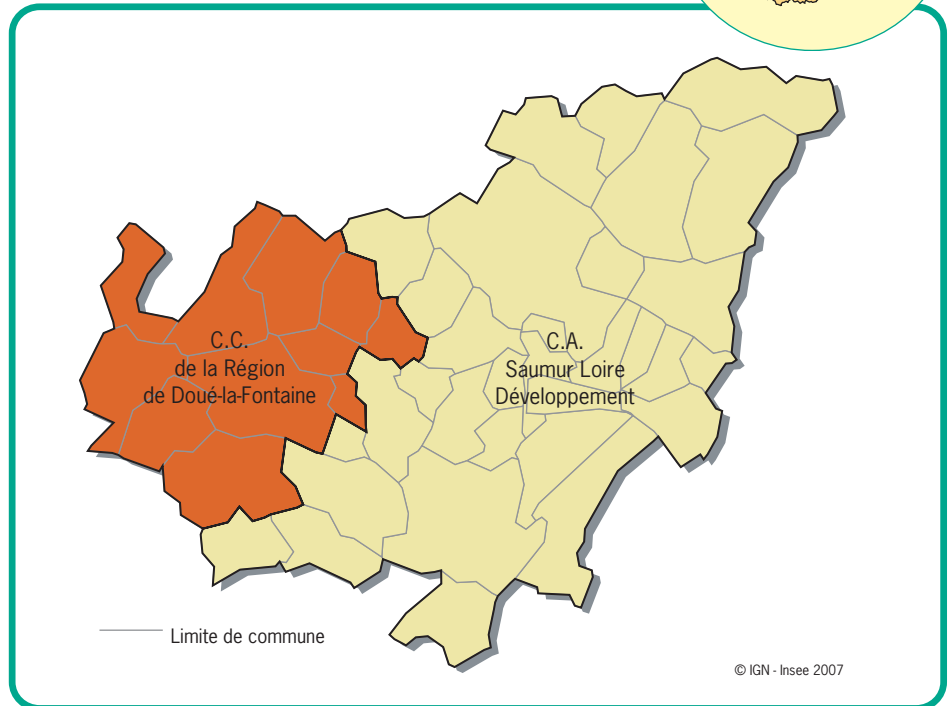 C.C.
de la Région
de Doué-la-Fontaine
C.A.
Saumur Loire
Développement
Limite de commune
© IGN - Insee 2007